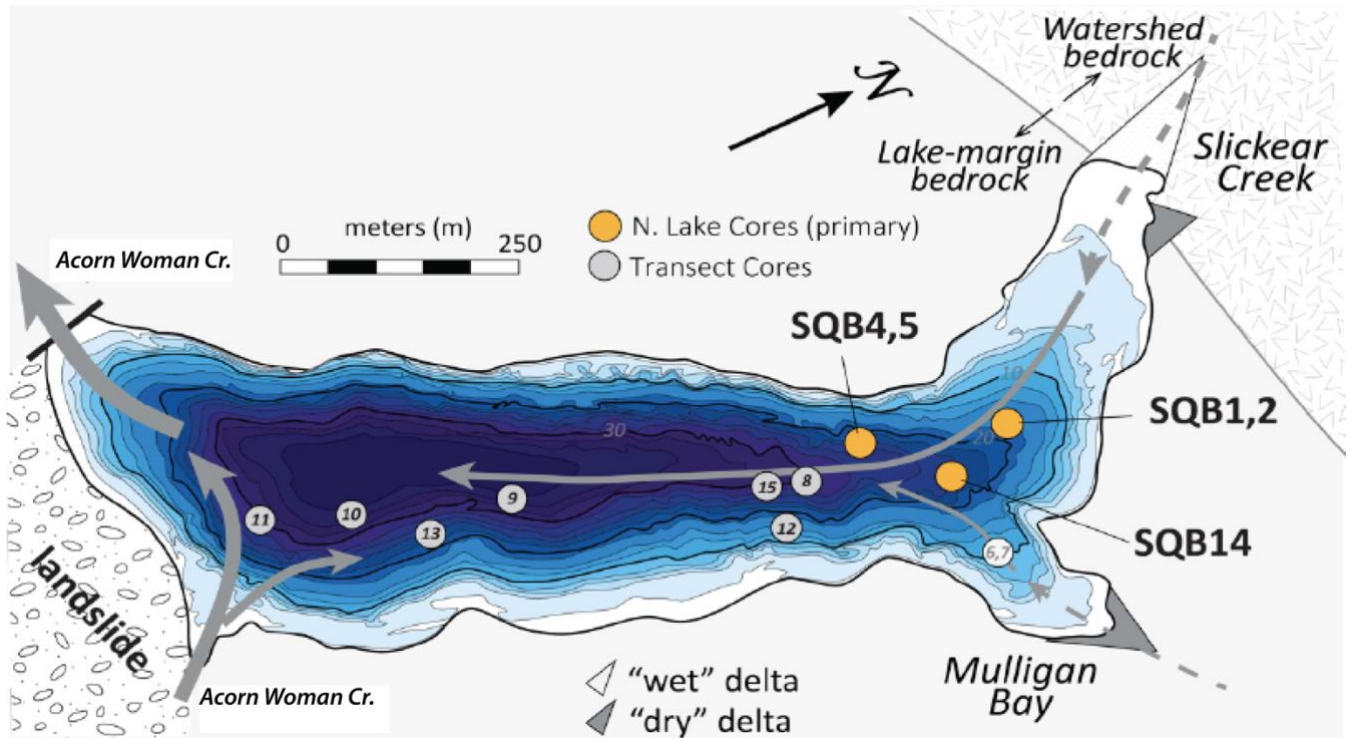 Watershed
bedrock
N
Lake-margin
bedrock
Slickear
Creek
meters (m)
0 250
N. Lake Cores (primary)
Transect Cores
Acorn Woman Cr.
SQB4,5
10
SQB1,2
30
20
15
8
9
10
11
13
12
6,7
SQB14
landslide
Acorn Woman Cr.
"wet" delta
"dry" delta
Mulligan
Bay